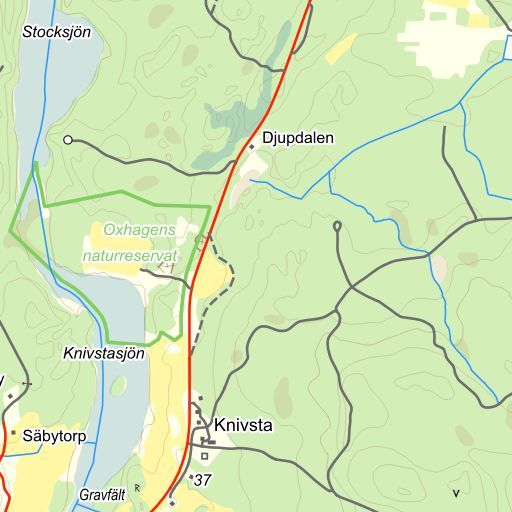 Stocksjön
Djupdalen
Oxhagens
naturreservat
Knivstasjön
Knivsta
Säbytorp
37
Gravfält
R
v